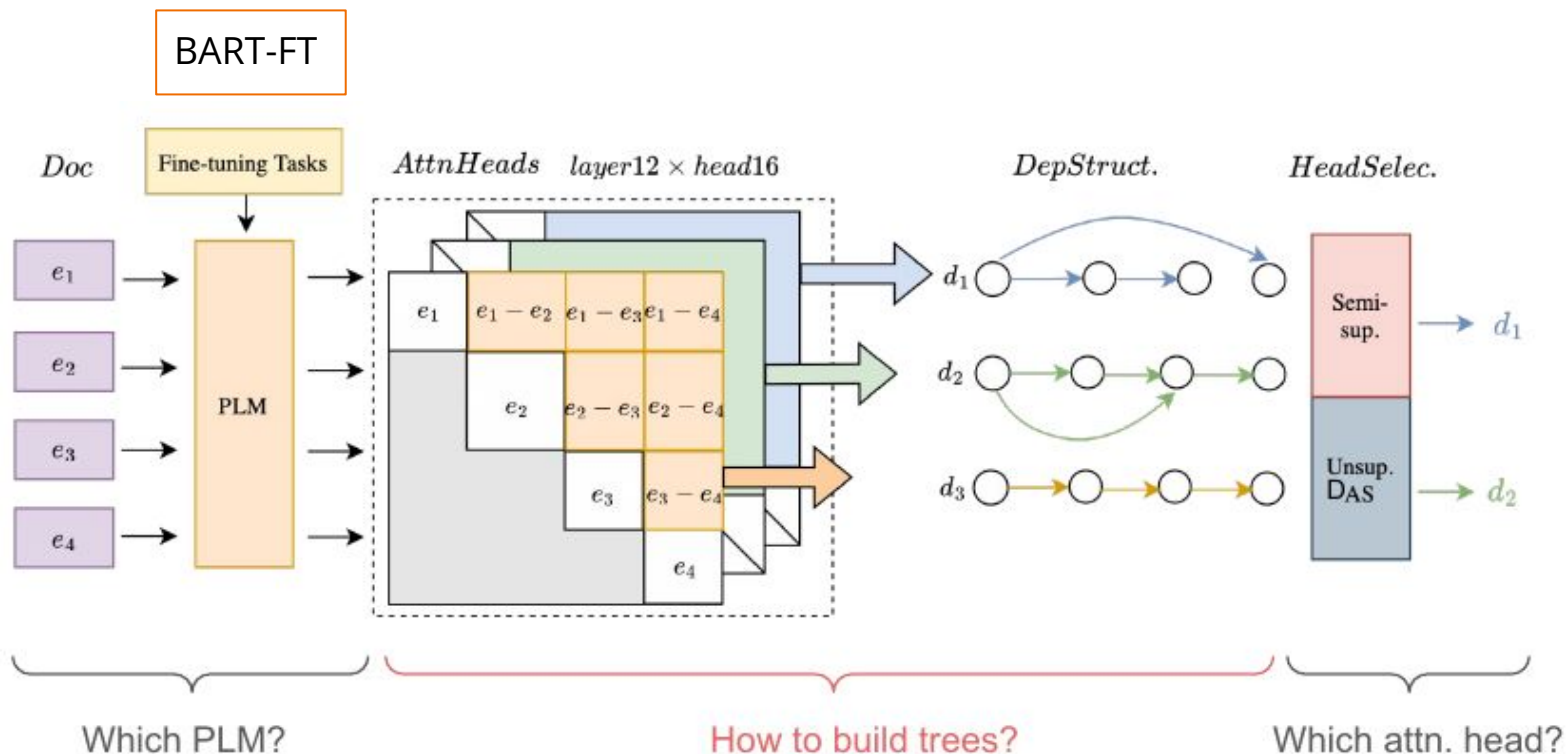 BART-FT
Doc
Fine-tuning Tasks
AttnHeads layer12 × head16
DepStruct.
HeadSelec.
e₁
e₂
e₃
e₄
PLM
e₁
e₁ − e₂
e₁ − e₃
e₁ − e₄
e₂
e₂ − e₃
e₂ − e₄
e₃
e₃ − e₄
e₄
d₁
d₂
d₃
Semi-
sup.
Unsup.
DAS
d₁
d₂
Which PLM?
How to build trees?
Which attn. head?